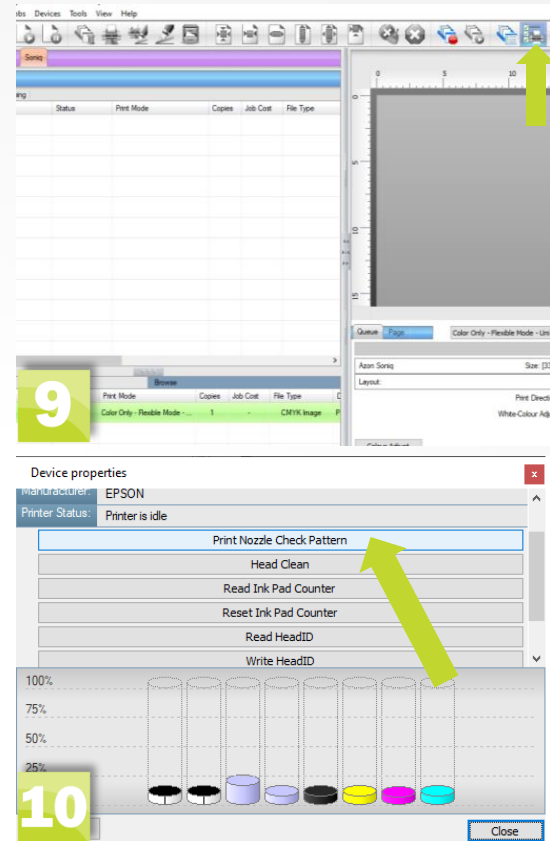 Devices Tools View Help
Soniq
Status Print Mode Copies Job Cost File Type
0 5 10
0
5
10
15
Queue Page Color Only - Flexible Mode - Uni
Azon Soniq Size: [33
Layout:
Print Directi
White-Colour Adj
Browse
Print Mode Copies Job Cost File Type
Color Only - Flexible Mode -... 1 - CMYK Image P
9
Device properties
x
Manufacturer: EPSON
Printer Status: Printer is idle
Print Nozzle Check Pattern
Head Clean
Read Ink Pad Counter
Reset Ink Pad Counter
Read HeadID
Write HeadID
100%
75%
50%
25%
10
Close